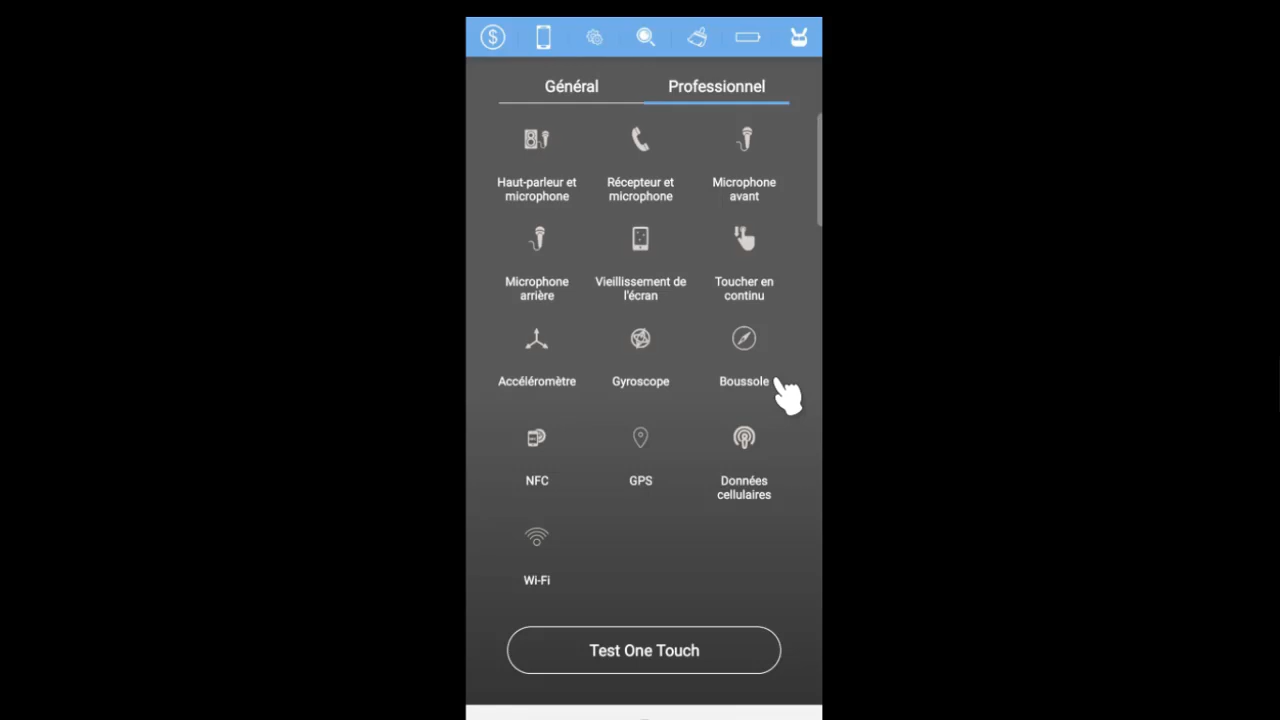 Général
Professionnel
Haut-parleur et
microphone
Récepteur et
microphone
Microphone
avant
Microphone
arrière
Vieillissement de
l'écran
Toucher en
continu
Accéléromètre
Gyroscope
Boussole
NFC
GPS
Données
cellulaires
Wi-Fi
Test One Touch